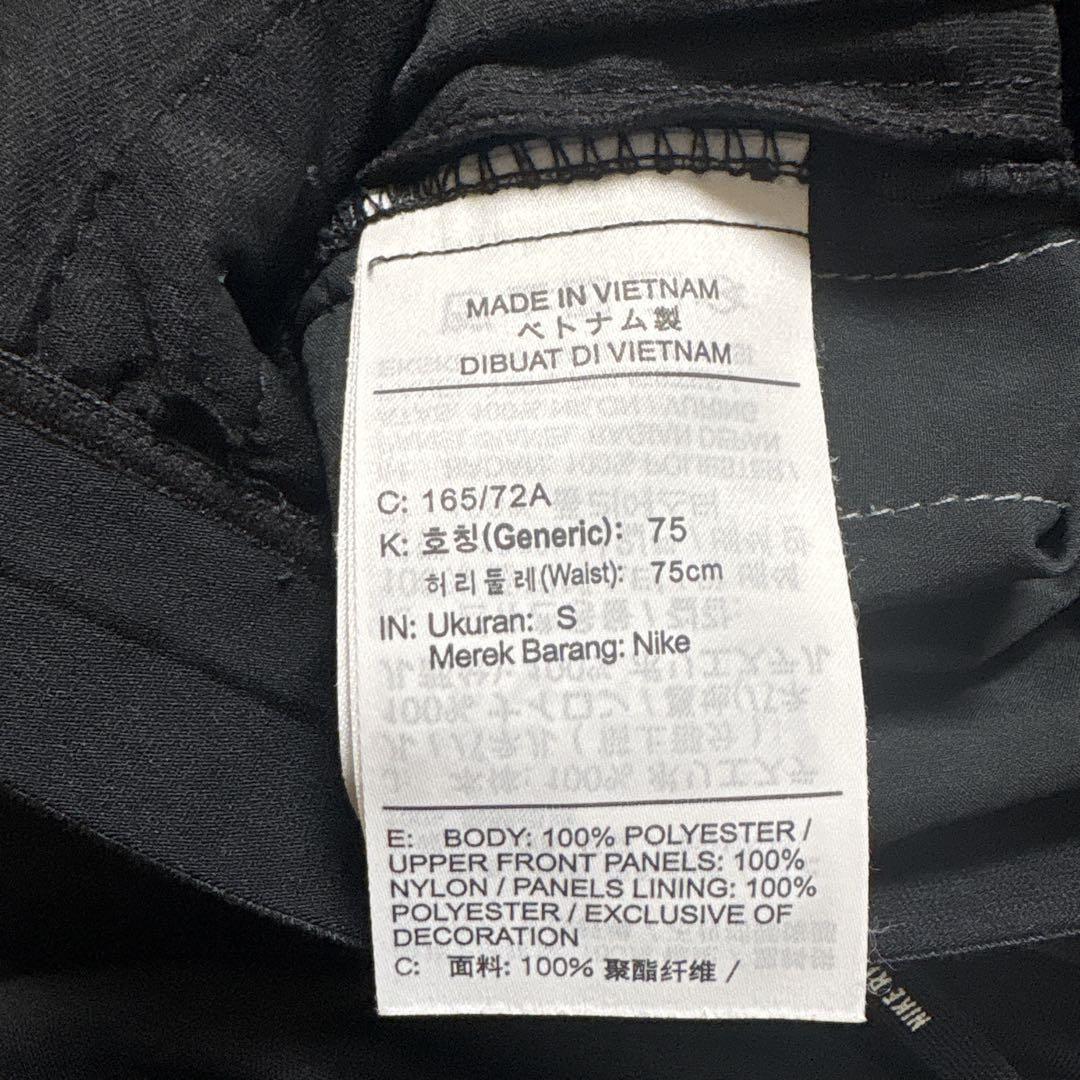 MADE IN VIETNAM
ベトナム製
DIBUAT DI VIETNAM
C: 165/72A
K: 호칭(Generic): 75
허리둘레(Waist): 75cm
IN: Ukuran: S
Merek Barang: Nike
E: BODY: 100% POLYESTER /
UPPER FRONT PANELS: 100%
NYLON / PANELS LINING: 100%
POLYESTER / EXCLUSIVE OF
DECORATION
C: 面料: 100% 聚酯纤维 /
NIKE